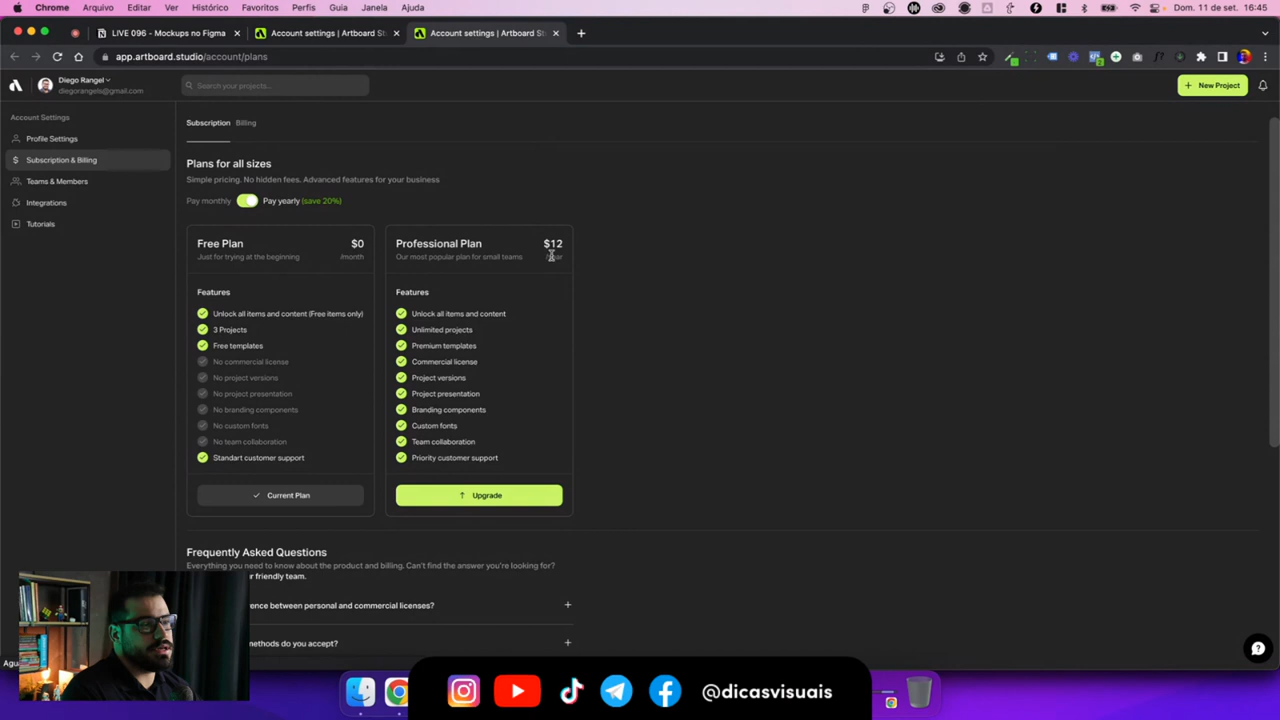 Chrome Arquivo Editar Ver Histórico Favoritos Perfis Guia Janela Ajuda Dom. 11 de set. 16:45
LIVE 096 - Mockups no Figma Account settings | Artboard St Account settings | Artboard St
app.artboard.studio/account/plans
Diego Rangel
diegorangels@gmail.com
Search your projects...
+ New Project
Account Settings
Profile Settings
Subscription & Billing
Teams & Members
Integrations
Tutorials
Subscription Billing
Plans for all sizes
Simple pricing. No hidden fees. Advanced features for your business
Pay monthly Pay yearly (save 20%)
Free Plan $0
Just for trying at the beginning /month
Features
Unlock all items and content (Free items only)
3 Projects
Free templates
No commercial license
No project versions
No project presentation
No branding components
No custom fonts
No team collaboration
Standart customer support
Current Plan
Professional Plan $12
Our most popular plan for small teams
Features
Unlock all items and content
Unlimited projects
Premium templates
Commercial license
Project versions
Project presentation
Branding components
Custom fonts
Team collaboration
Priority customer support
Upgrade
Frequently Asked Questions
Everything you need to know about the product and billing. Can't find the answer you're looking for?
friendly team.
between personal and commercial licenses?
methods do you accept?
@dicasvisuais